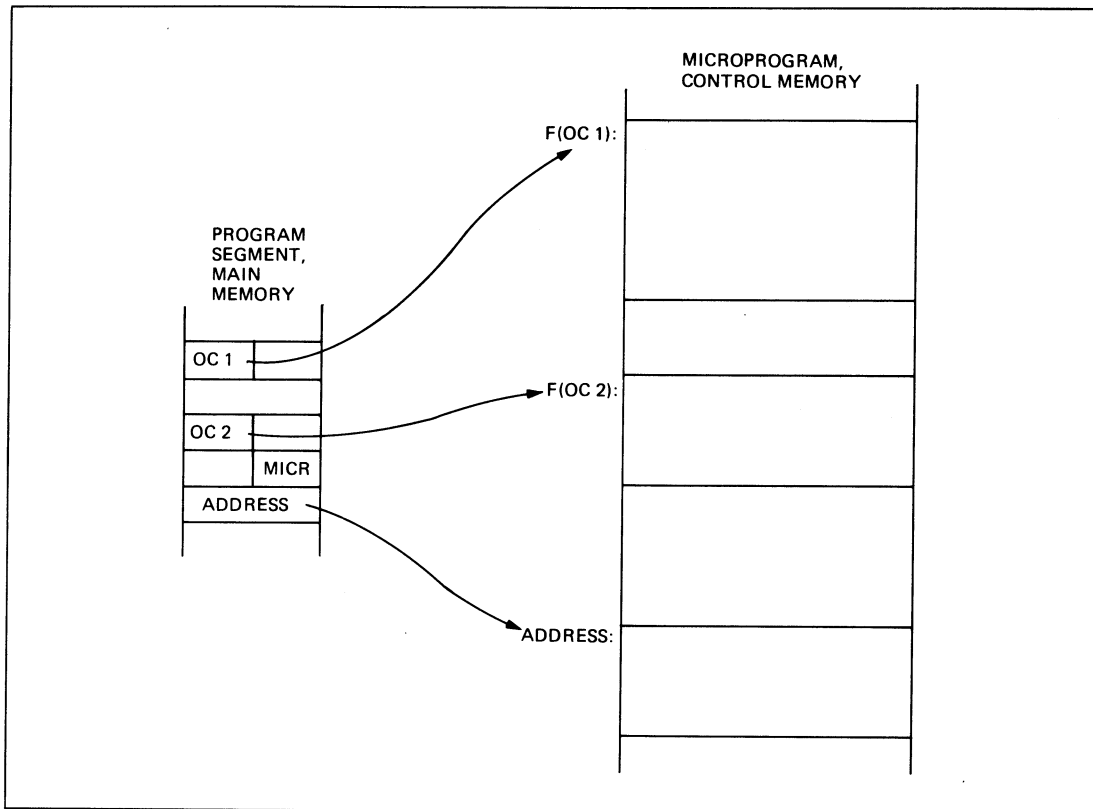 MICROPROGRAM,
CONTROL MEMORY
F(OC 1):
PROGRAM
SEGMENT,
MAIN
MEMORY
OC 1
F(OC 2):
OC 2
MICR
ADDRESS
ADDRESS: